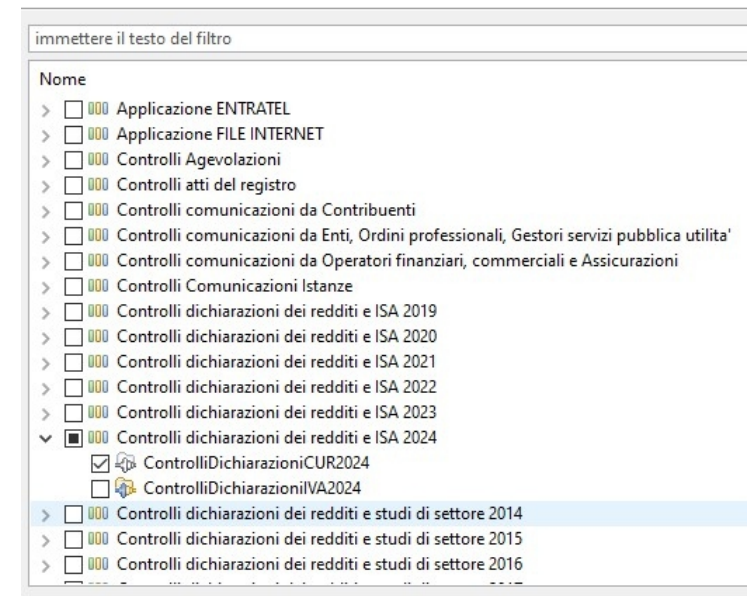 immettere il testo del filtro
Nome
Applicazione ENTRATEL
Applicazione FILE INTERNET
Controlli Agevolazioni
Controlli atti del registro
Controlli comunicazioni da Contribuenti
Controlli comunicazioni da Enti, Ordini professionali, Gestori servizi pubblica utilita'
Controlli comunicazioni da Operatori finanziari, commerciali e Assicurazioni
Controlli Comunicazioni Istanze
Controlli dichiarazioni dei redditi e ISA 2019
Controlli dichiarazioni dei redditi e ISA 2020
Controlli dichiarazioni dei redditi e ISA 2021
Controlli dichiarazioni dei redditi e ISA 2022
Controlli dichiarazioni dei redditi e ISA 2023
Controlli dichiarazioni dei redditi e ISA 2024
ControlliDichiarazioniCUR2024
ControlliDichiarazioniIVA2024
Controlli dichiarazioni dei redditi e studi di settore 2014
Controlli dichiarazioni dei redditi e studi di settore 2015
Controlli dichiarazioni dei redditi e studi di settore 2016